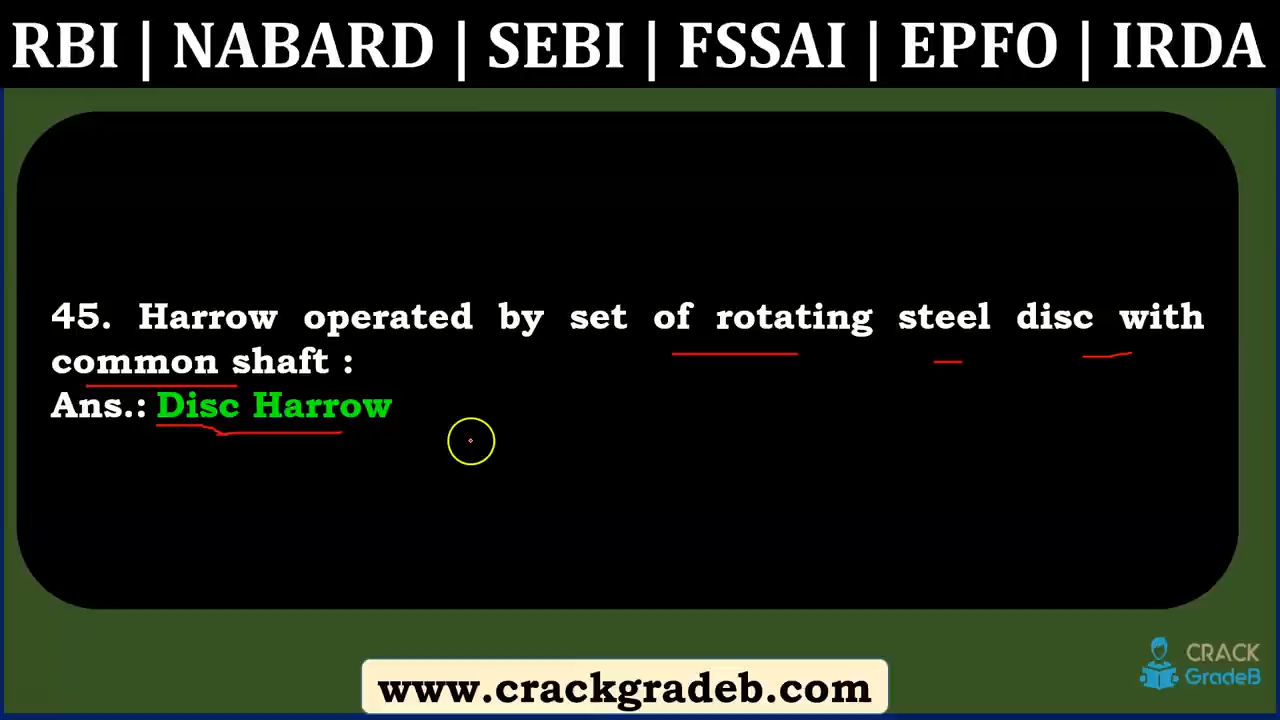 RBI | NABARD | SEBI | FSSAI | EPFO | IRDA
45. Harrow operated by set of rotating steel disc with
common shaft :
Ans.: Disc Harrow
CRACK
GradeB
www.crackgradeb.com